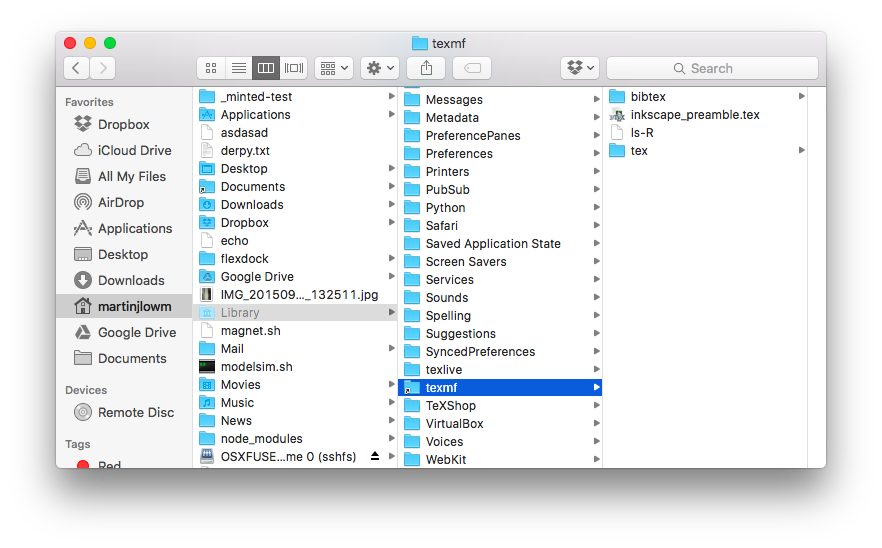 texmf
Search
Favorites
Dropbox
iCloud Drive
All My Files
AirDrop
Applications
Desktop
Downloads
martinjlowm
Google Drive
Documents
Devices
Remote Disc
Tags
Red
_minted-test
Applications
asdasad
derpy.txt
Desktop
Documents
Downloads
Dropbox
echo
flexdock
Google Drive
IMG_201509..._132511.jpg
Library
magnet.sh
Mail
modelsim.sh
Movies
Music
News
node_modules
OSXFUSE...me 0 (sshfs)
Messages
Metadata
PreferencePanes
Preferences
Printers
PubSub
Python
Safari
Saved Application State
Screen Savers
Services
Sounds
Spelling
Suggestions
SyncedPreferences
texlive
texmf
TeXShop
VirtualBox
Voices
WebKit
bibtex
inkscape_preamble.tex
ls-R
tex